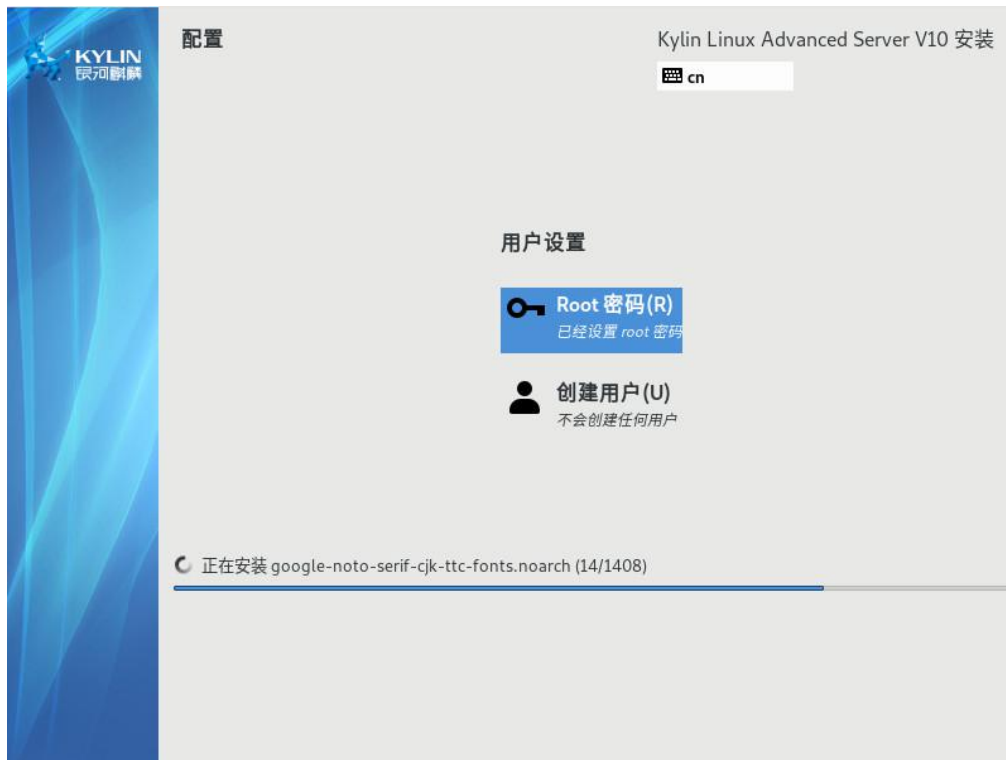 KYLIN
银河麒麟
配置
Kylin Linux Advanced Server V10 安装
cn
用户设置
Root 密码(R)
已经设置 root 密码
创建用户(U)
不会创建任何用户
正在安装 google-noto-serif-cjk-ttc-fonts.noarch (14/1408)